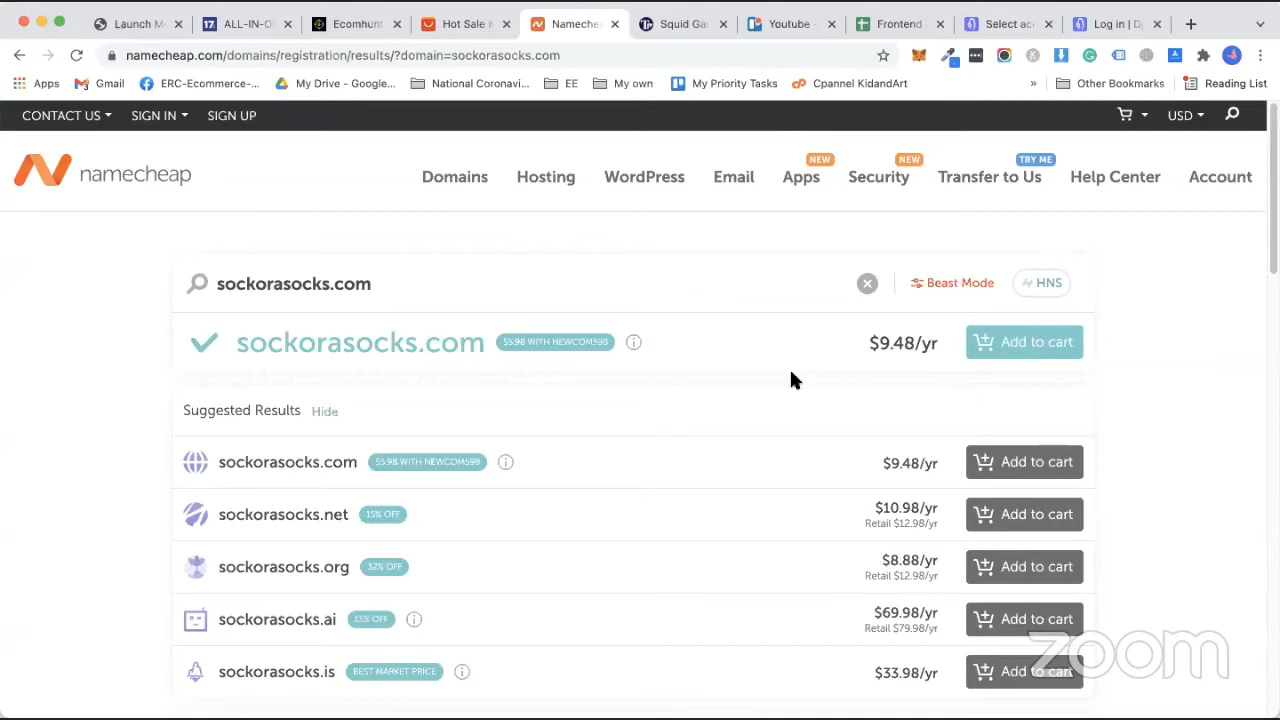 Launch M
ALL-IN-O
Ecomhun
Hot Sale
Namechea
Squid Ga
Youtube -
Frontend
Select ac
Log in | D
namecheap.com/domains/registration/results/?domain=sockorasocks.com
Apps
Gmail
ERC-Ecommerce-...
My Drive - Google...
National Coronavi...
EE
My own
My Priority Tasks
Cpannel KidandArt
»
Other Bookmarks
Reading List
CONTACT US SIGN IN SIGN UP USD
namecheap
NEW NEW TRY ME
Domains Hosting WordPress Email Apps Security Transfer to Us Help Center Account
sockorasocks.com Beast Mode HNS
sockorasocks.com $5.98 WITH NEWCOM598 $9.48/yr Add to cart
Suggested Results Hide
sockorasocks.com $5.98 WITH NEWCOM598 $9.48/yr Add to cart
sockorasocks.net 15% OFF $10.98/yr Add to cart
Retail $12.98/yr
sockorasocks.org 32% OFF $8.88/yr Add to cart
Retail $12.98/yr
sockorasocks.ai 13% OFF $69.98/yr Add to cart
Retail $79.98/yr
sockorasocks.is BEST MARKET PRICE $33.98/yr Add to cart
zoom